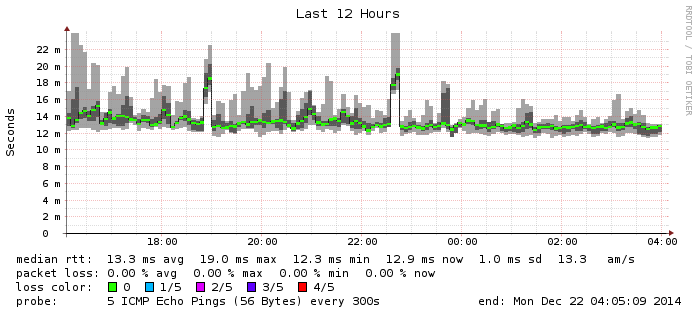 Last 12 Hours
RRDTOOL / TOBI OETIKER
Seconds
22 m
20 m
18 m
16 m
14 m
12 m
10 m
8 m
6 m
4 m
2 m
0
18:00 20:00 22:00 00:00 02:00 04:00
median rtt: 13.3 ms avg 19.0 ms max 12.3 ms min 12.9 ms now 1.0 ms sd 13.3 am/s
packet loss: 0.00 % avg 0.00 % max 0.00 % min 0.00 % now
loss color: 0 1/5 2/5 3/5 4/5
probe: 5 ICMP Echo Pings (56 Bytes) every 300s end: Mon Dec 22 04:05:09 2014